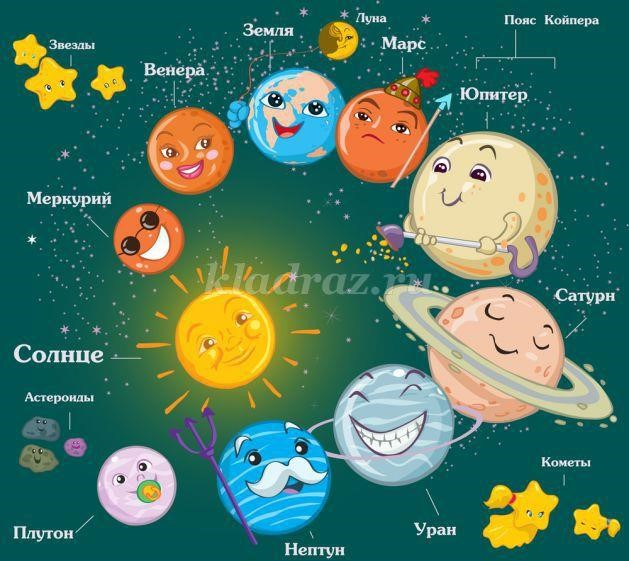 Звезды
Земля
Луна
Пояс Койпера
Венера
Марс
Юпитер
Меркурий
kladraz.ru
Сатурн
Солнце
Астероиды
Кометы
Плутон
Уран
Нептун